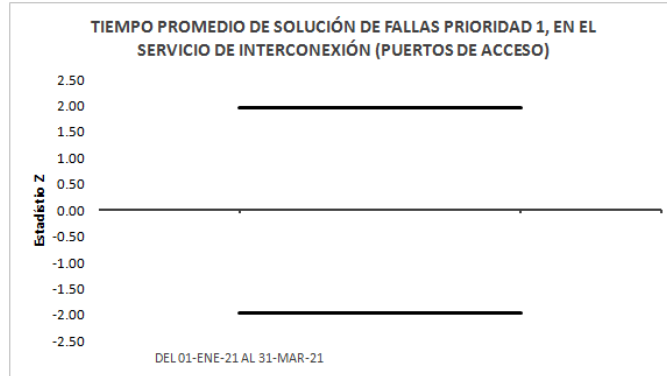 TIEMPO PROMEDIO DE SOLUCIÓN DE FALLAS PRIORIDAD 1, EN EL
SERVICIO DE INTERCONEXIÓN (PUERTOS DE ACCESO)
2.50
2.00
1.50
1.00
0.50
0.00
-0.50
-1.00
-1.50
-2.00
-2.50
Estadístio Z
DEL 01-ENE-21 AL 31-MAR-21